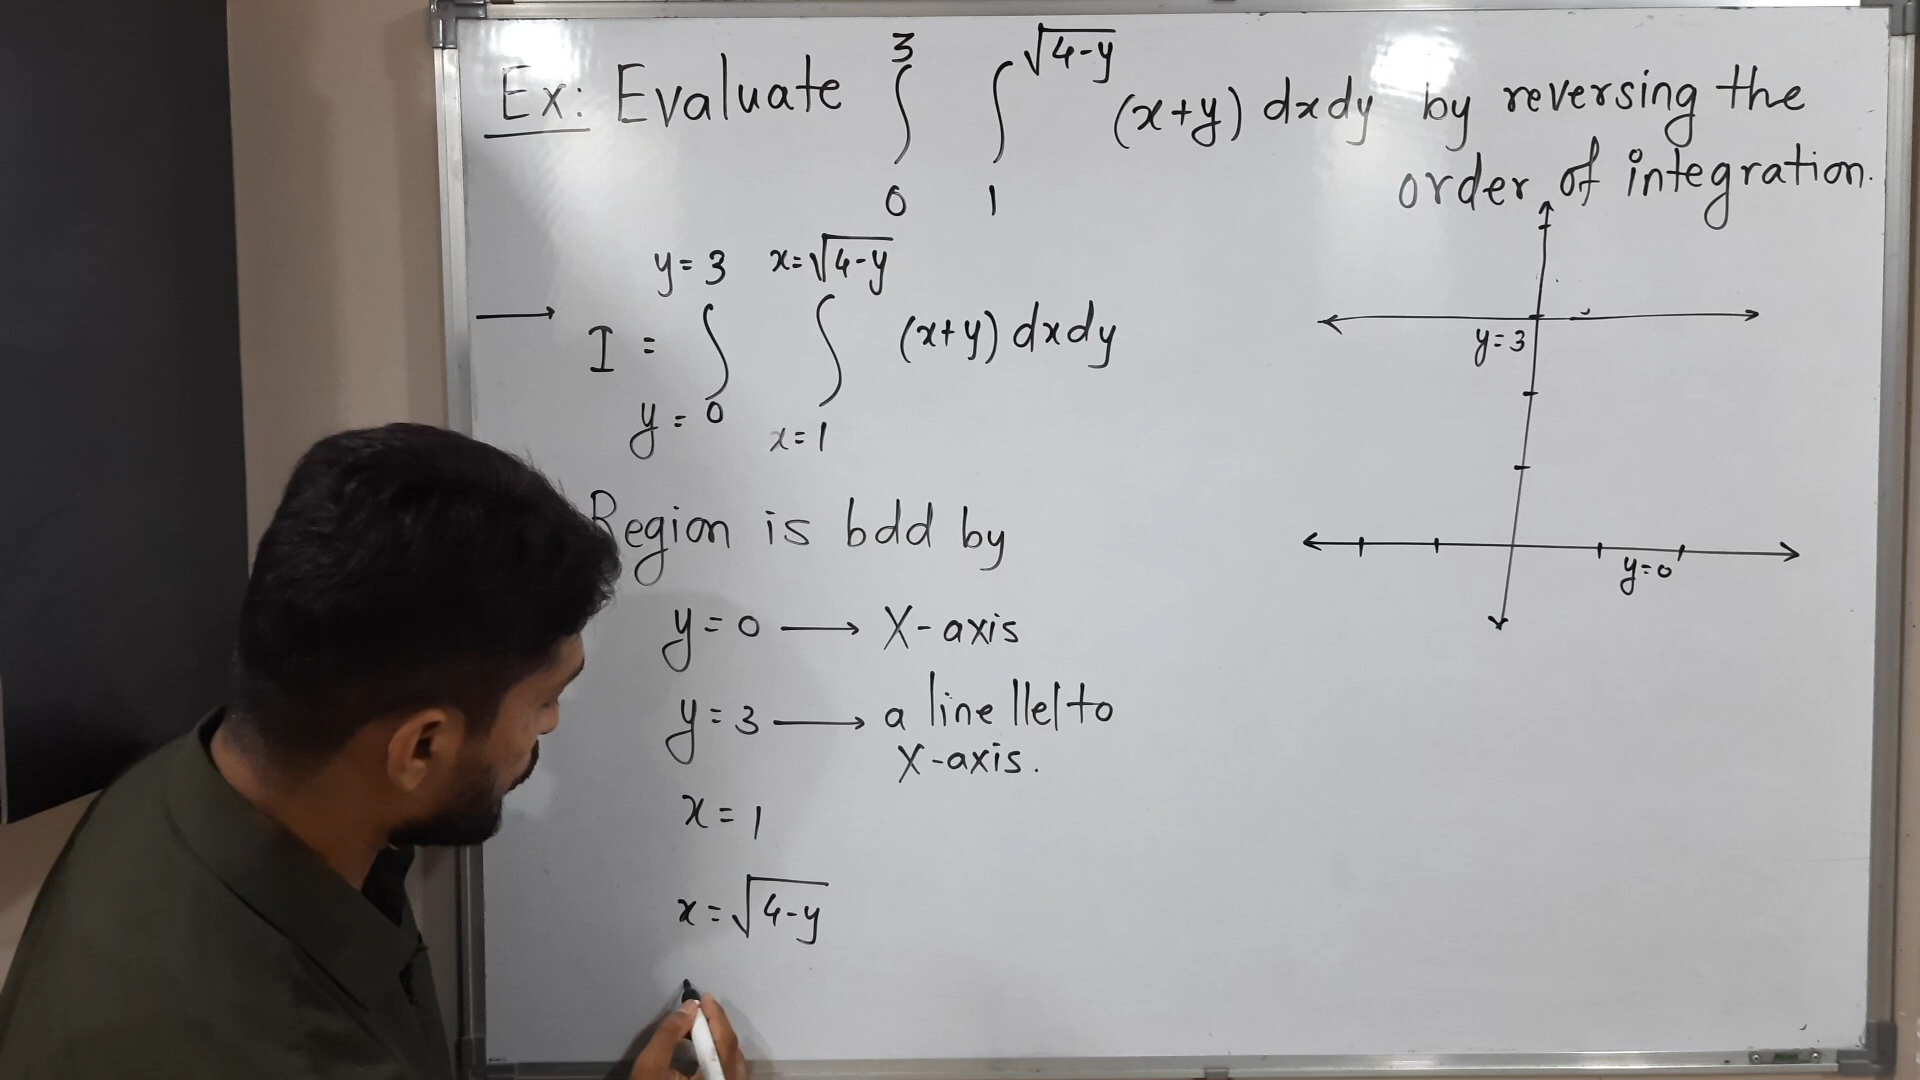 Ex: Evaluate ∫₀³ ∫₁^√(4-y) (x+y) dxdy by reversing the
order of integration.
I = ∫_{y=0}^{y=3} ∫_{x=1}^{x=√(4-y)} (x+y) dxdy
Region is bdd by
y=0 ⟶ X-axis
y=3 ⟶ a line llel to
X-axis.
x=1
x=√(4-y)
y=3
y=0